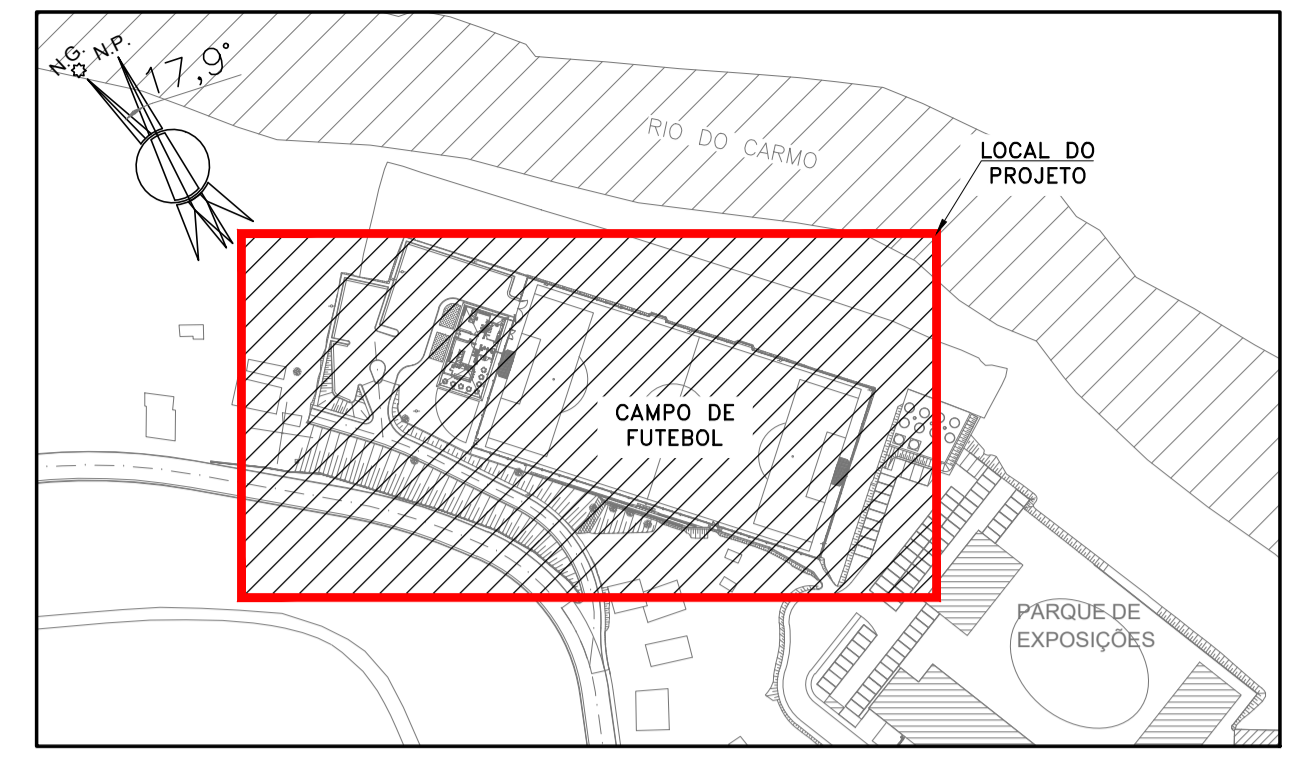 N.G.
N.P.
17,9°
RIO DO CARMO
LOCAL DO
PROJETO
CAMPO DE
FUTEBOL
PARQUE DE
EXPOSIÇÕES